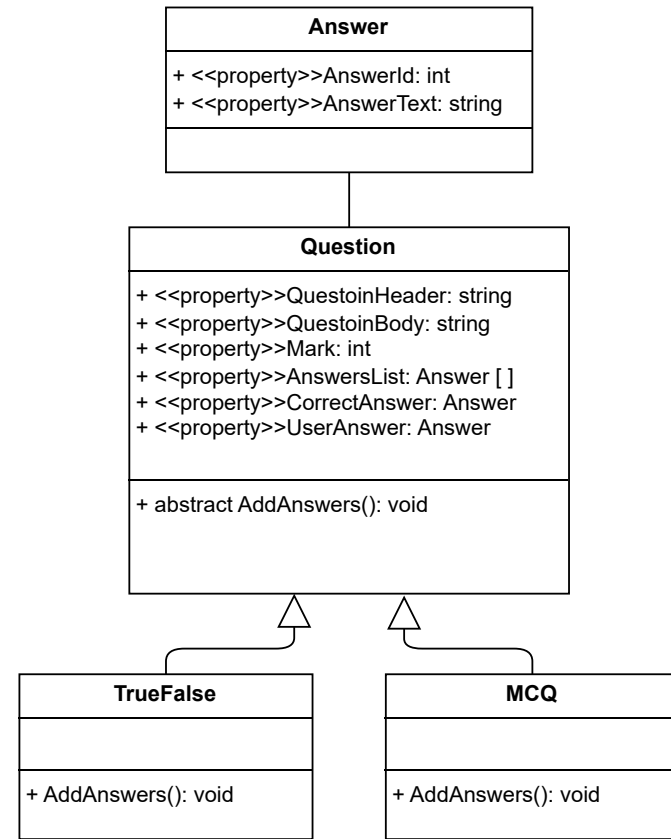 Answer
+ <<property>>AnswerId: int
+ <<property>>AnswerText: string
Question
+ <<property>>QuestoinHeader: string
+ <<property>>QuestoinBody: string
+ <<property>>Mark: int
+ <<property>>AnswersList: Answer [ ]
+ <<property>>CorrectAnswer: Answer
+ <<property>>UserAnswer: Answer
+ abstract AddAnswers(): void
TrueFalse
+ AddAnswers(): void
MCQ
+ AddAnswers(): void